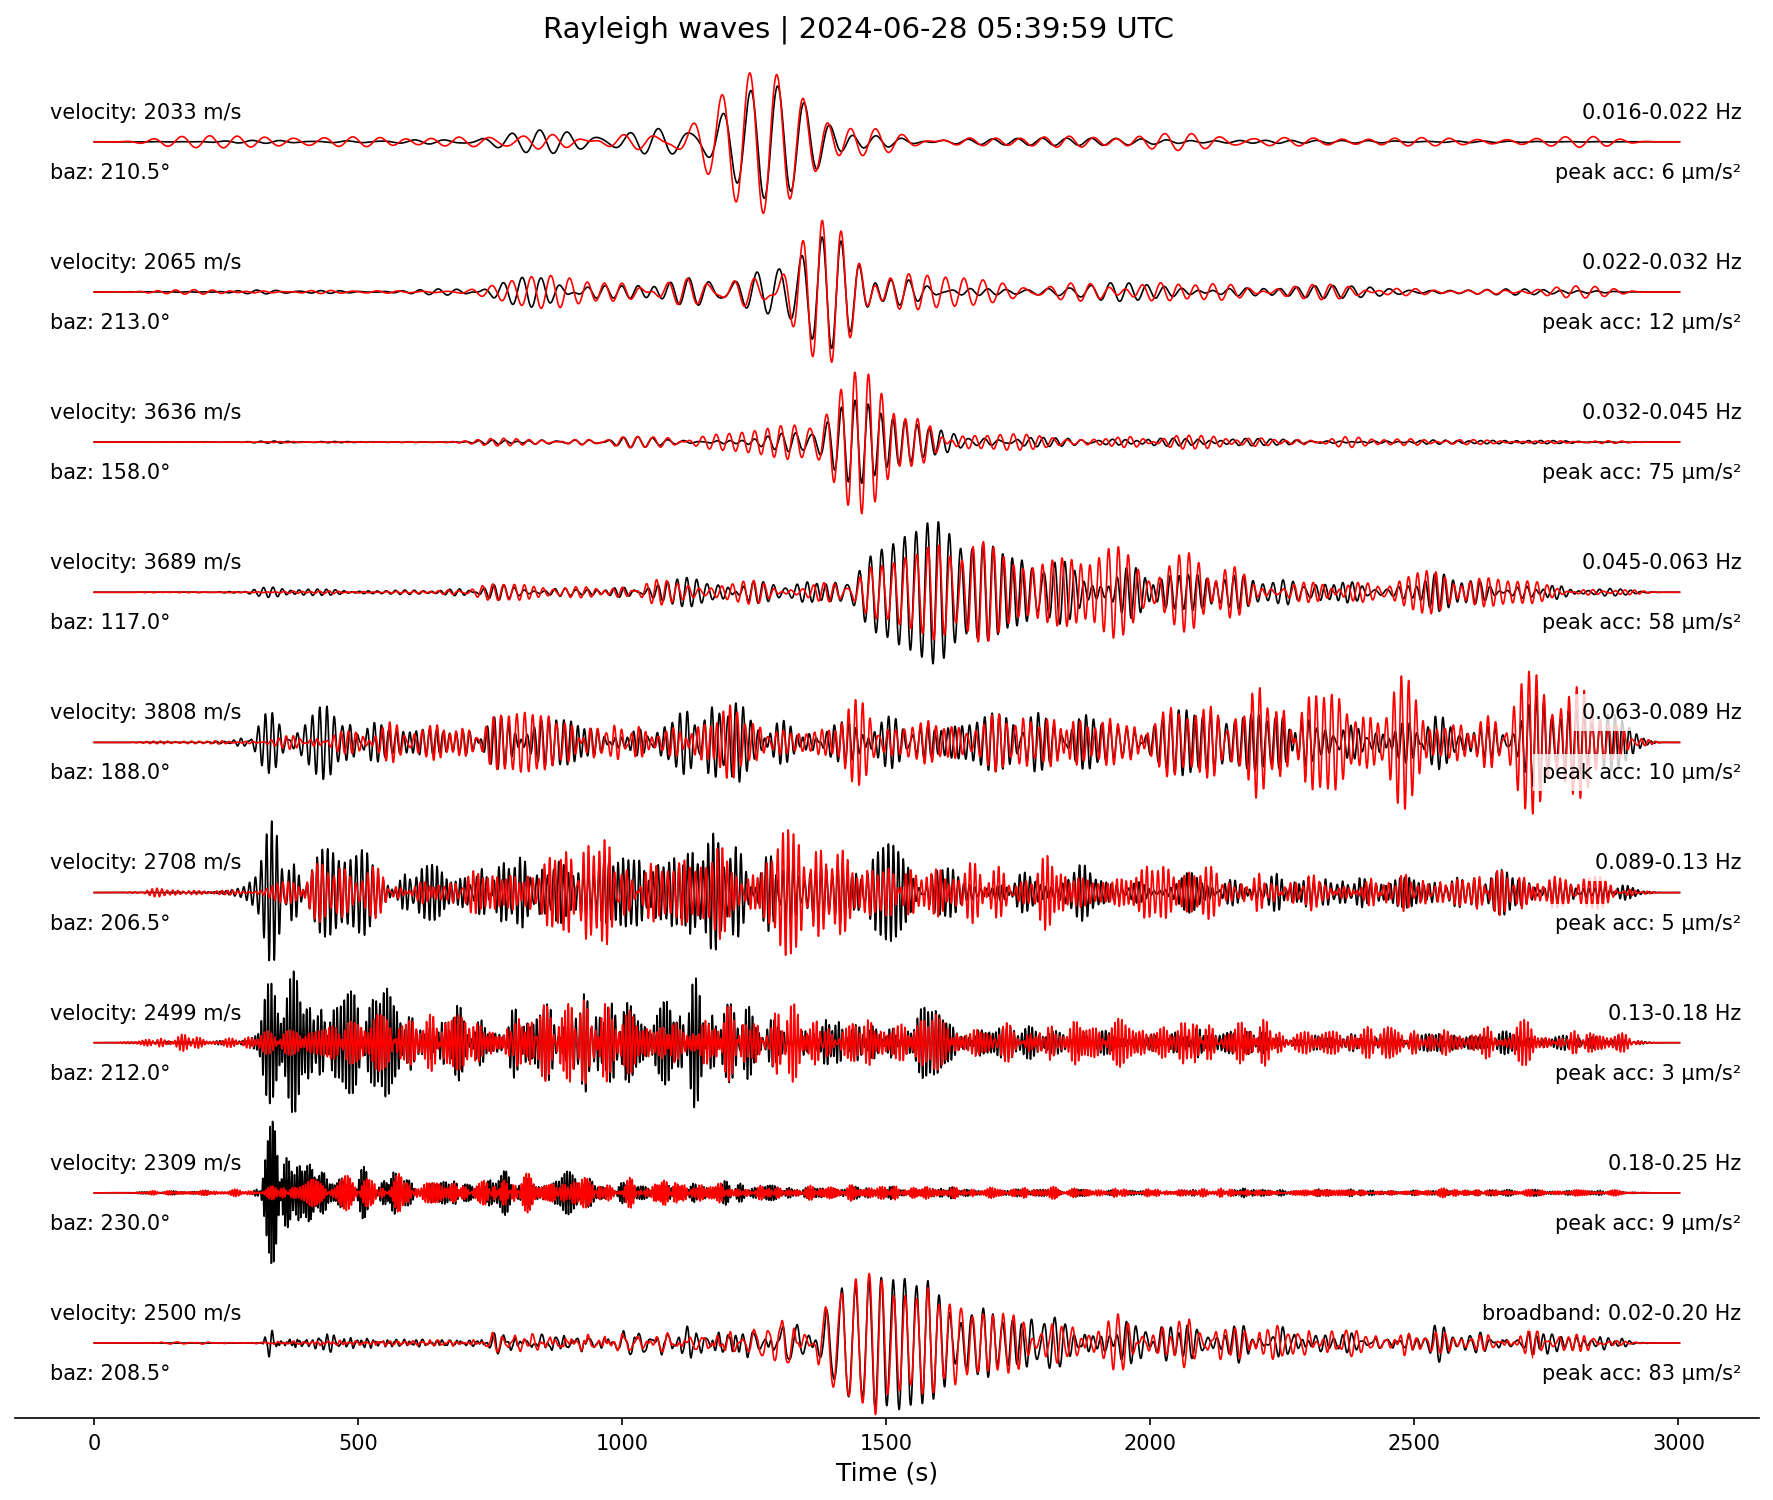 Rayleigh waves | 2024-06-28 05:39:59 UTC
velocity: 2033 m/s
0.016-0.022 Hz
baz: 210.5°
peak acc: 6 µm/s²
velocity: 2065 m/s
0.022-0.032 Hz
baz: 213.0°
peak acc: 12 µm/s²
velocity: 3636 m/s
0.032-0.045 Hz
baz: 158.0°
peak acc: 75 µm/s²
velocity: 3689 m/s
0.045-0.063 Hz
baz: 117.0°
peak acc: 58 µm/s²
velocity: 3808 m/s
0.063-0.089 Hz
baz: 188.0°
peak acc: 10 µm/s²
velocity: 2708 m/s
0.089-0.13 Hz
baz: 206.5°
peak acc: 5 µm/s²
velocity: 2499 m/s
0.13-0.18 Hz
baz: 212.0°
peak acc: 3 µm/s²
velocity: 2309 m/s
0.18-0.25 Hz
baz: 230.0°
peak acc: 9 µm/s²
velocity: 2500 m/s
broadband: 0.02-0.20 Hz
baz: 208.5°
peak acc: 83 µm/s²
0 500 1000 1500 2000 2500 3000
Time (s)